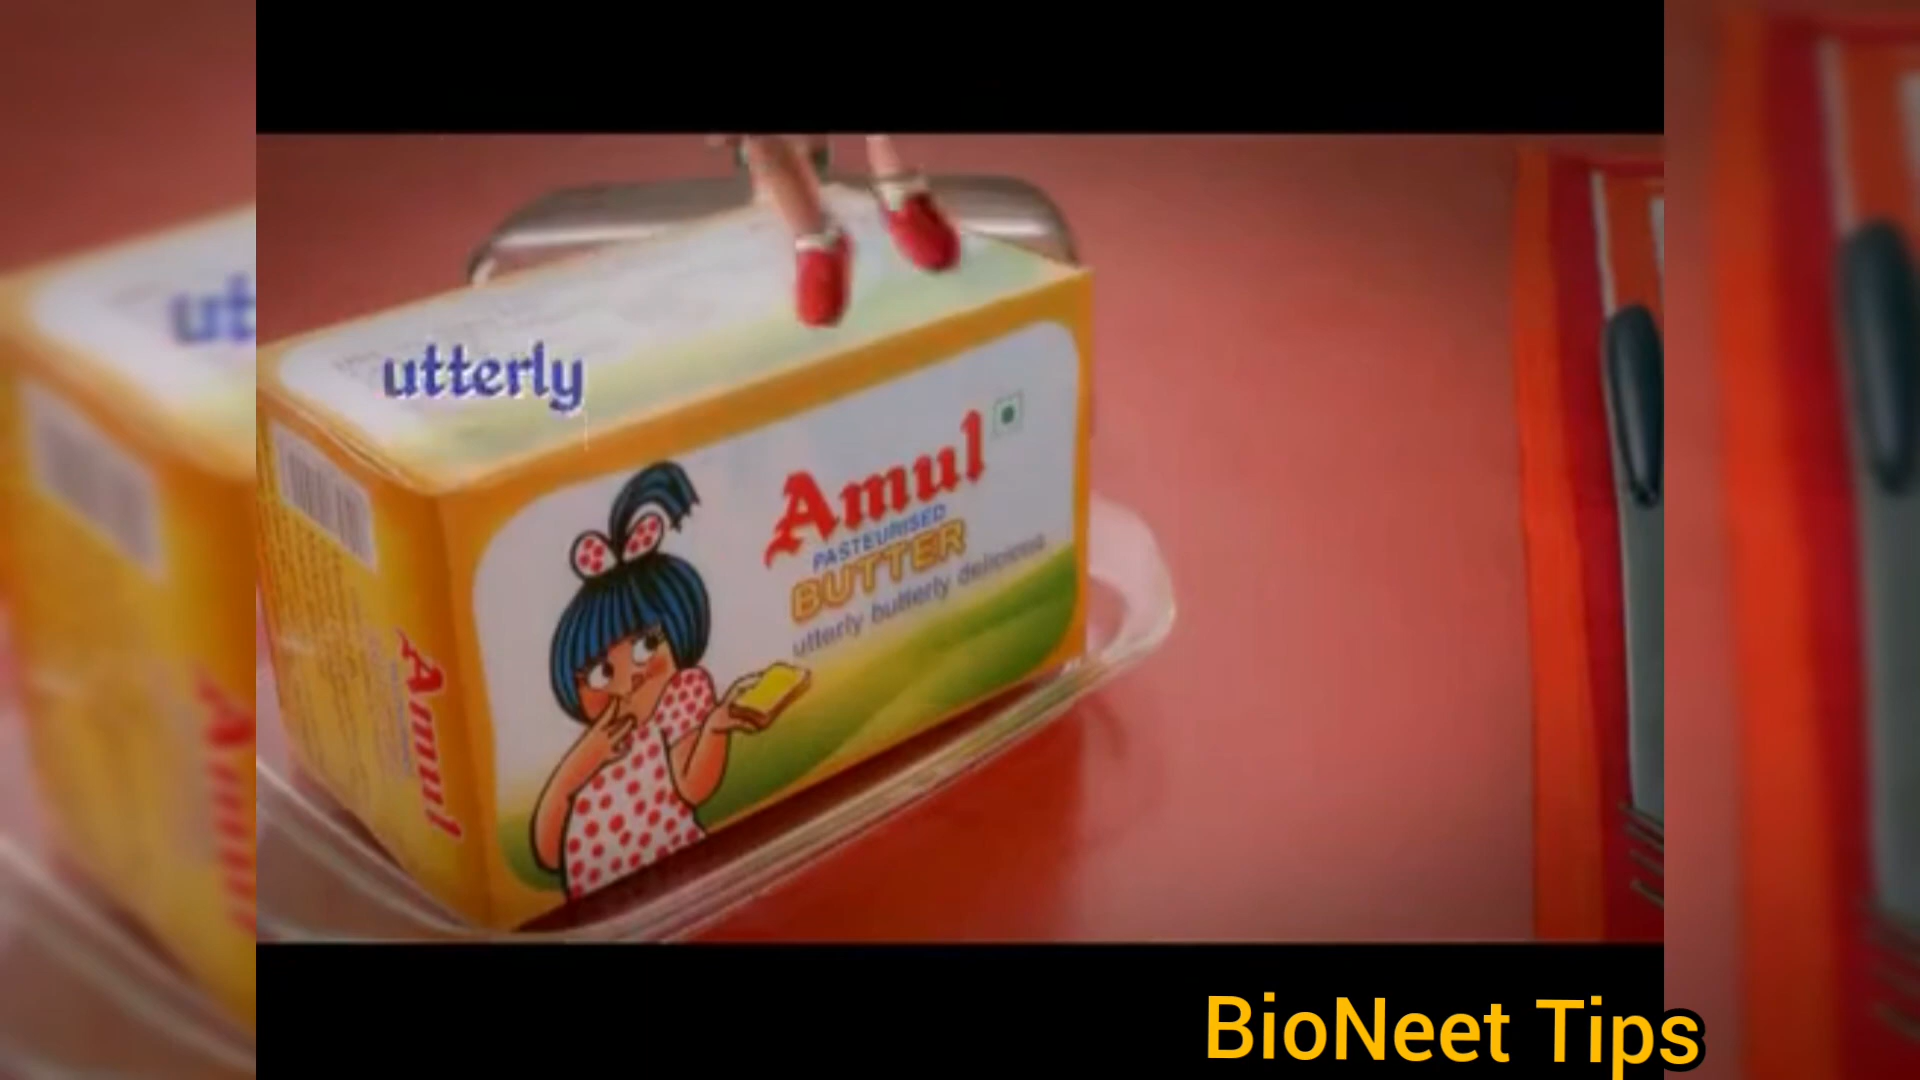 utterly
Amul
PASTEURISED
BUTTER
utterly butterly delicious
Amul
BioNeet Tips